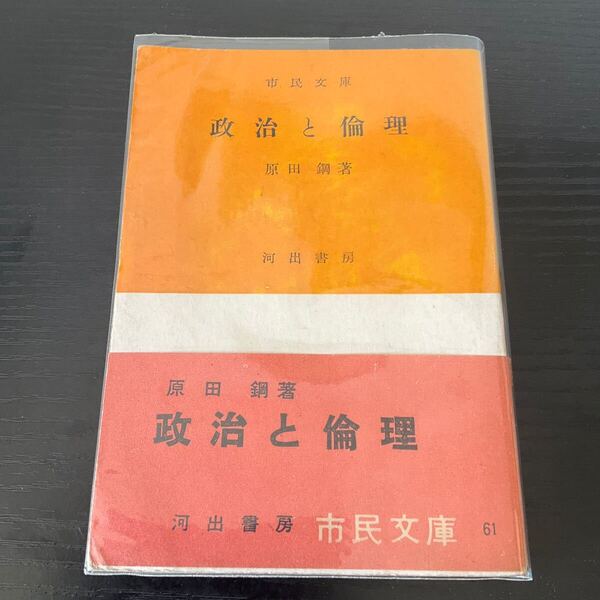 市民文庫
政治と倫理
原田鋼著
河出書房
原田鋼著
政治と倫理
河出書房 市民文庫 61